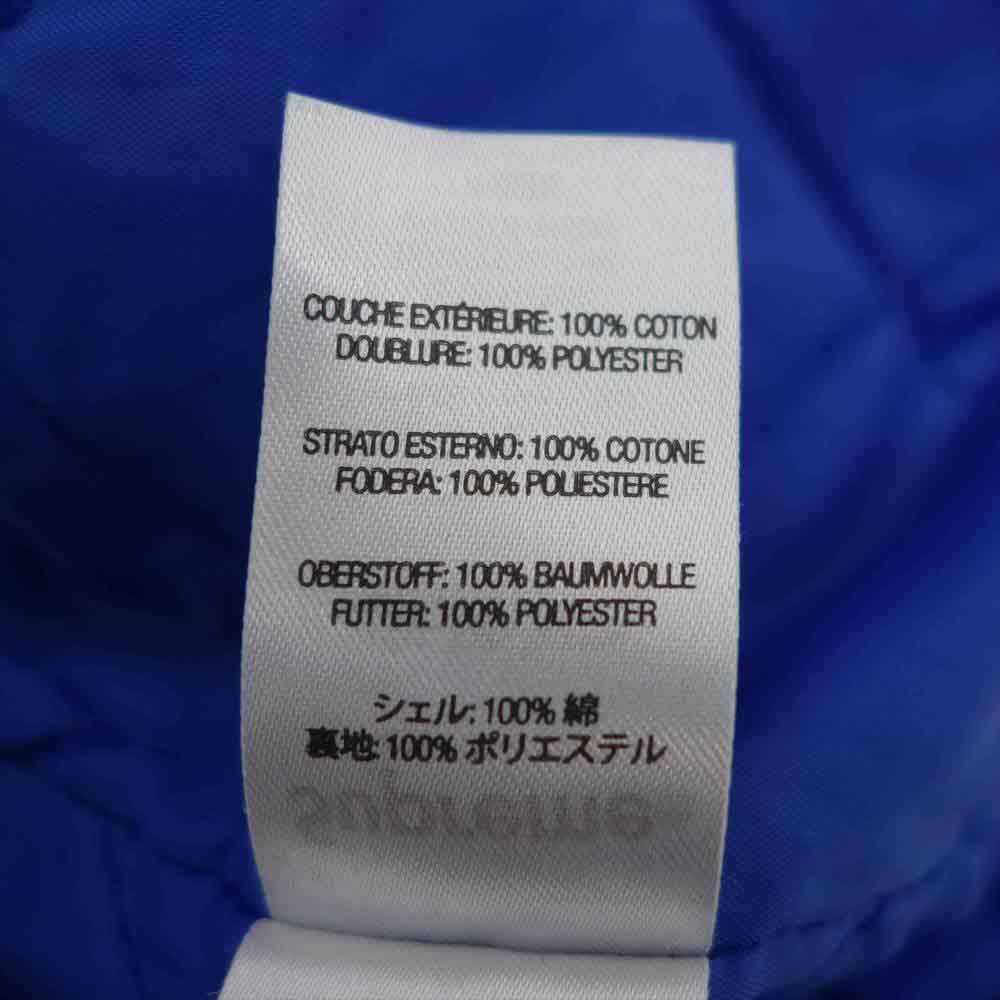 COUCHE EXTÉRIEURE: 100% COTON
DOUBLURE: 100% POLYESTER
STRATO ESTERNO: 100% COTONE
FODERA: 100% POLIESTERE
OBERSTOFF: 100% BAUMWOLLE
FUTTER: 100% POLYESTER
シェル: 100% 綿
裏地: 100% ポリエステル
supreme